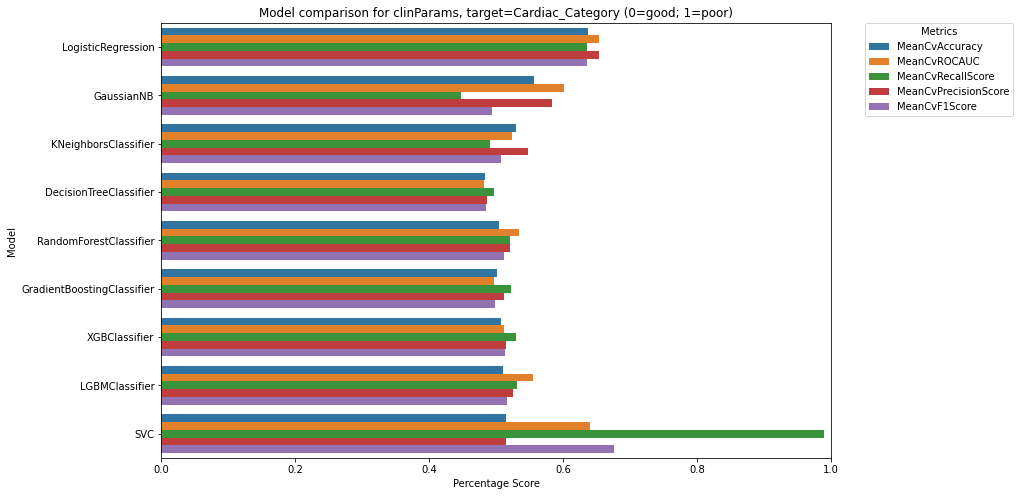 Model comparison for clinParams, target=Cardiac_Category (0=good; 1=poor)
Model
LogisticRegression
GaussianNB
KNeighborsClassifier
DecisionTreeClassifier
RandomForestClassifier
GradientBoostingClassifier
XGBClassifier
LGBMClassifier
SVC
0.0 0.2 0.4 0.6 0.8 1.0
Percentage Score
Metrics
MeanCvAccuracy
MeanCvROCAUC
MeanCvRecallScore
MeanCvPrecisionScore
MeanCvF1Score